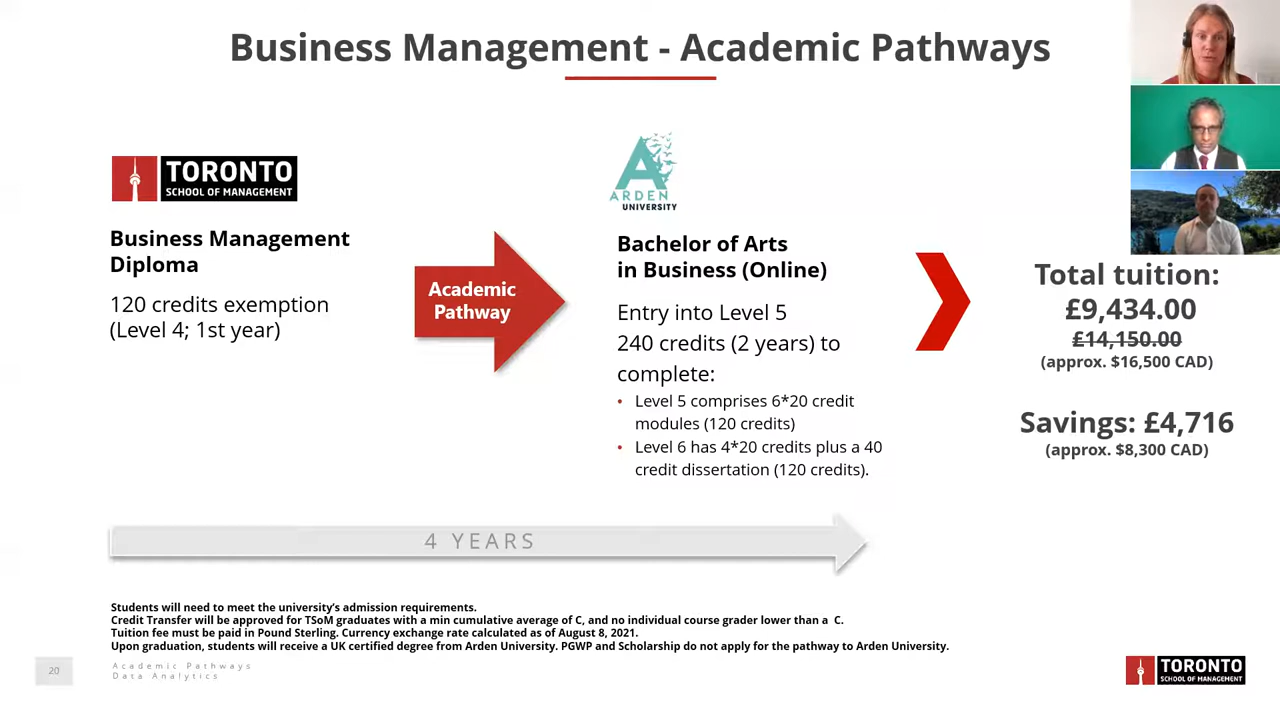 Business Management - Academic Pathways
TORONTO
SCHOOL OF MANAGEMENT
Business Management
Diploma
120 credits exemption
(Level 4; 1st year)
Academic
Pathway
A
ARDEN
UNIVERSITY
Bachelor of Arts
in Business (Online)
Entry into Level 5
240 credits (2 years) to
complete:
• Level 5 comprises 6*20 credit
modules (120 credits)
• Level 6 has 4*20 credits plus a 40
credit dissertation (120 credits).
Total tuition:
£9,434.00
£14,150.00
(approx. $16,500 CAD)
Savings: £4,716
(approx. $8,300 CAD)
4 YEARS
Students will need to meet the university's admission requirements.
Credit Transfer will be approved for TSoM graduates with a min cumulative average of C, and no individual course grader lower than a C.
Tuition fee must be paid in Pound Sterling. Currency exchange rate calculated as of August 8, 2021.
Upon graduation, students will receive a UK certified degree from Arden University. PGWP and Scholarship do not apply for the pathway to Arden University.
20
Academic Pathways
Data Analytics
TORONTO
SCHOOL OF MANAGEMENT